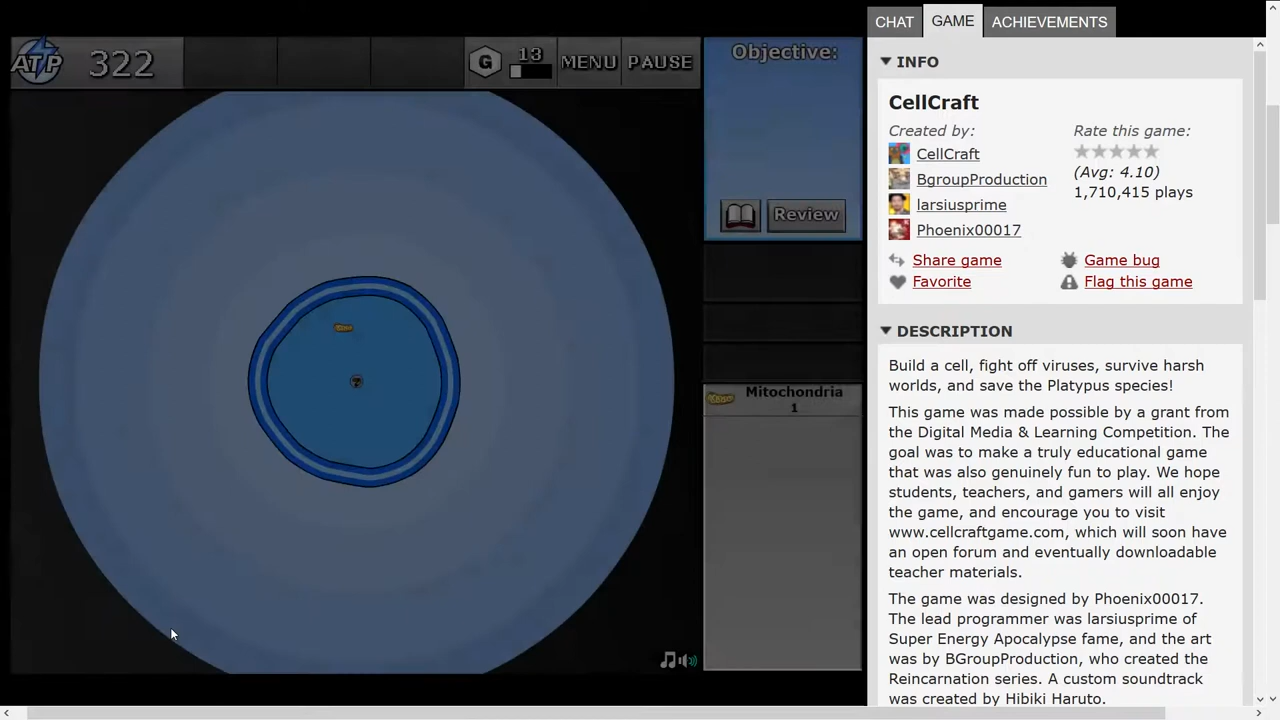 CHAT GAME ACHIEVEMENTS
ATP 322 G 13 MENU PAUSE
Objective:
Review
Mitochondria
1
INFO
CellCraft
Created by:
CellCraft
BgroupProduction
larsiusprime
Phoenix00017
Rate this game:
(Avg: 4.10)
1,710,415 plays
Share game Game bug
Favorite Flag this game
DESCRIPTION
Build a cell, fight off viruses, survive harsh
worlds, and save the Platypus species!
This game was made possible by a grant from
the Digital Media & Learning Competition. The
goal was to make a truly educational game
that was also genuinely fun to play. We hope
students, teachers, and gamers will all enjoy
the game, and encourage you to visit
www.cellcraftgame.com, which will soon have
an open forum and eventually downloadable
teacher materials.
The game was designed by Phoenix00017.
The lead programmer was larsiusprime of
Super Energy Apocalypse fame, and the art
was by BGroupProduction, who created the
Reincarnation series. A custom soundtrack
was created by Hibiki Haruto.